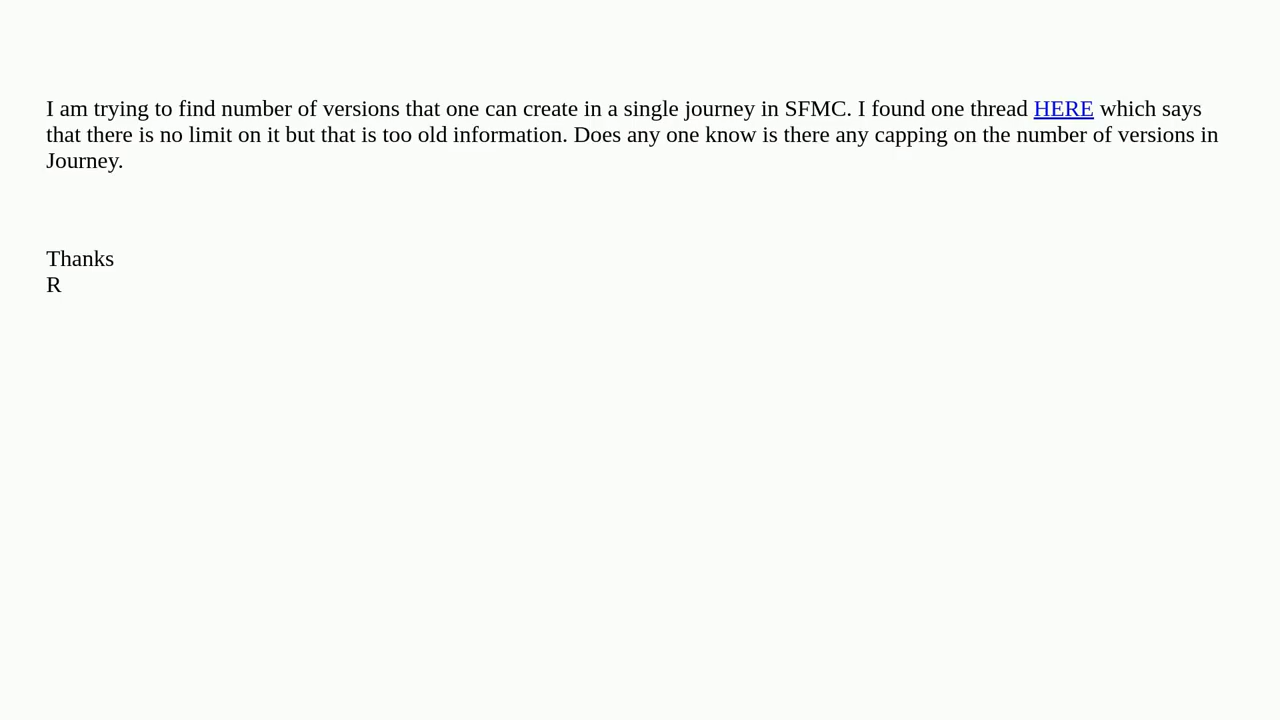 I am trying to find number of versions that one can create in a single journey in SFMC. I found one thread HERE which says
that there is no limit on it but that is too old information. Does any one know is there any capping on the number of versions in
Journey.
Thanks
R